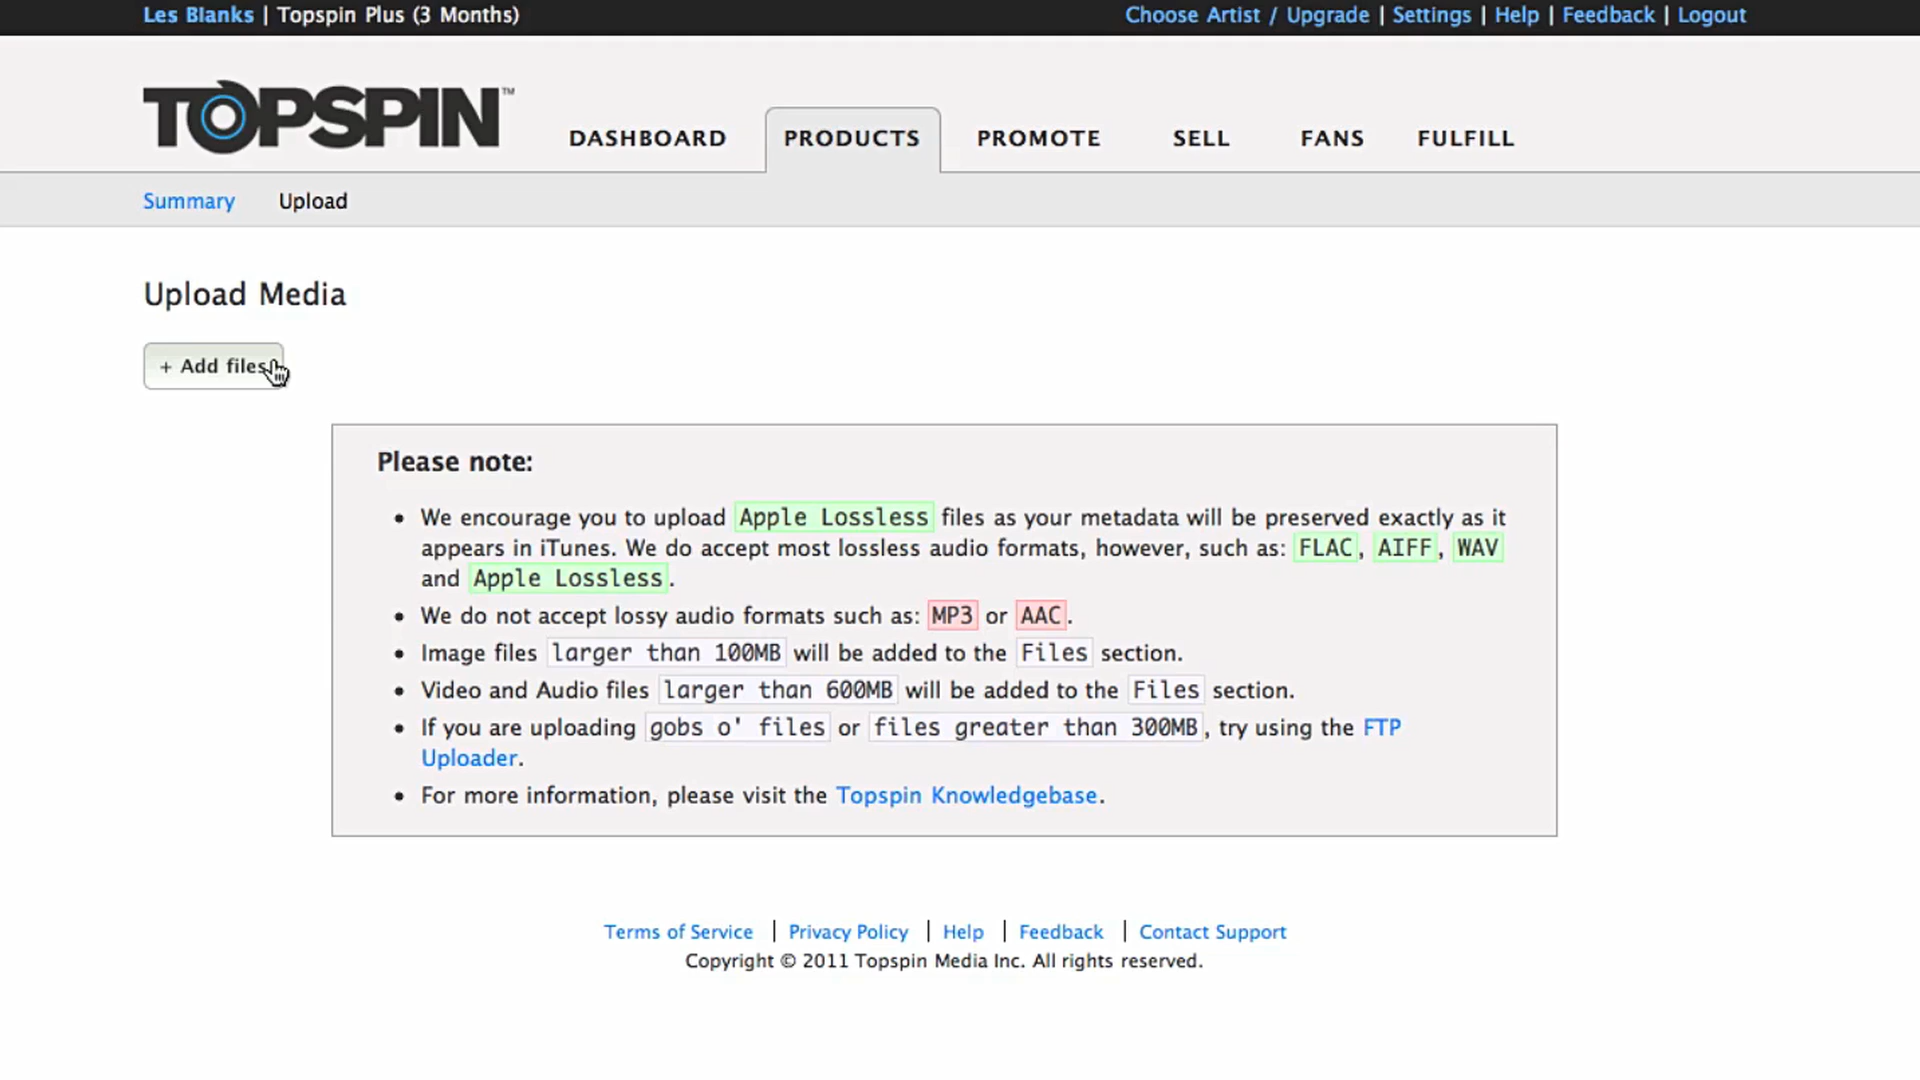 Les Blanks | Topspin Plus (3 Months)
Choose Artist / Upgrade | Settings | Help | Feedback | Logout
TOPSPIN™
DASHBOARD PRODUCTS PROMOTE SELL FANS FULFILL
Summary Upload
Upload Media
+ Add files
Please note:
• We encourage you to upload Apple Lossless files as your metadata will be preserved exactly as it
appears in iTunes. We do accept most lossless audio formats, however, such as: FLAC, AIFF, WAV
and Apple Lossless.
• We do not accept lossy audio formats such as: MP3 or AAC.
• Image files larger than 100MB will be added to the Files section.
• Video and Audio files larger than 600MB will be added to the Files section.
• If you are uploading gobs o' files or files greater than 300MB, try using the FTP
Uploader.
• For more information, please visit the Topspin Knowledgebase.
Terms of Service | Privacy Policy | Help | Feedback | Contact Support
Copyright © 2011 Topspin Media Inc. All rights reserved.